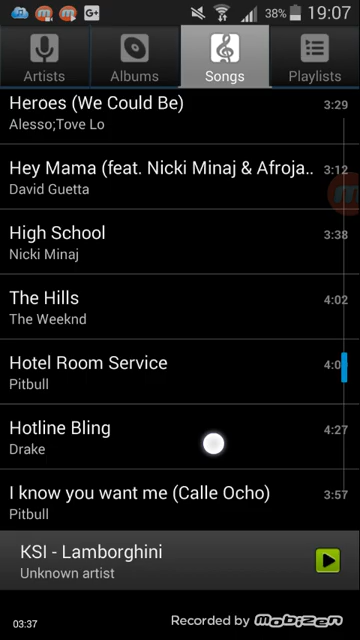 38% 19:07
Artists
Albums
Songs
Playlists
Heroes (We Could Be) 3:29
Alesso;Tove Lo
Hey Mama (feat. Nicki Minaj & Afroja.. 3:12
David Guetta
High School 3:38
Nicki Minaj
The Hills 4:02
The Weeknd
Hotel Room Service
Pitbull
Hotline Bling 4:27
Drake
I know you want me (Calle Ocho) 3:57
Pitbull
KSI - Lamborghini
Unknown artist
03:37
Recorded by MOBIZEN